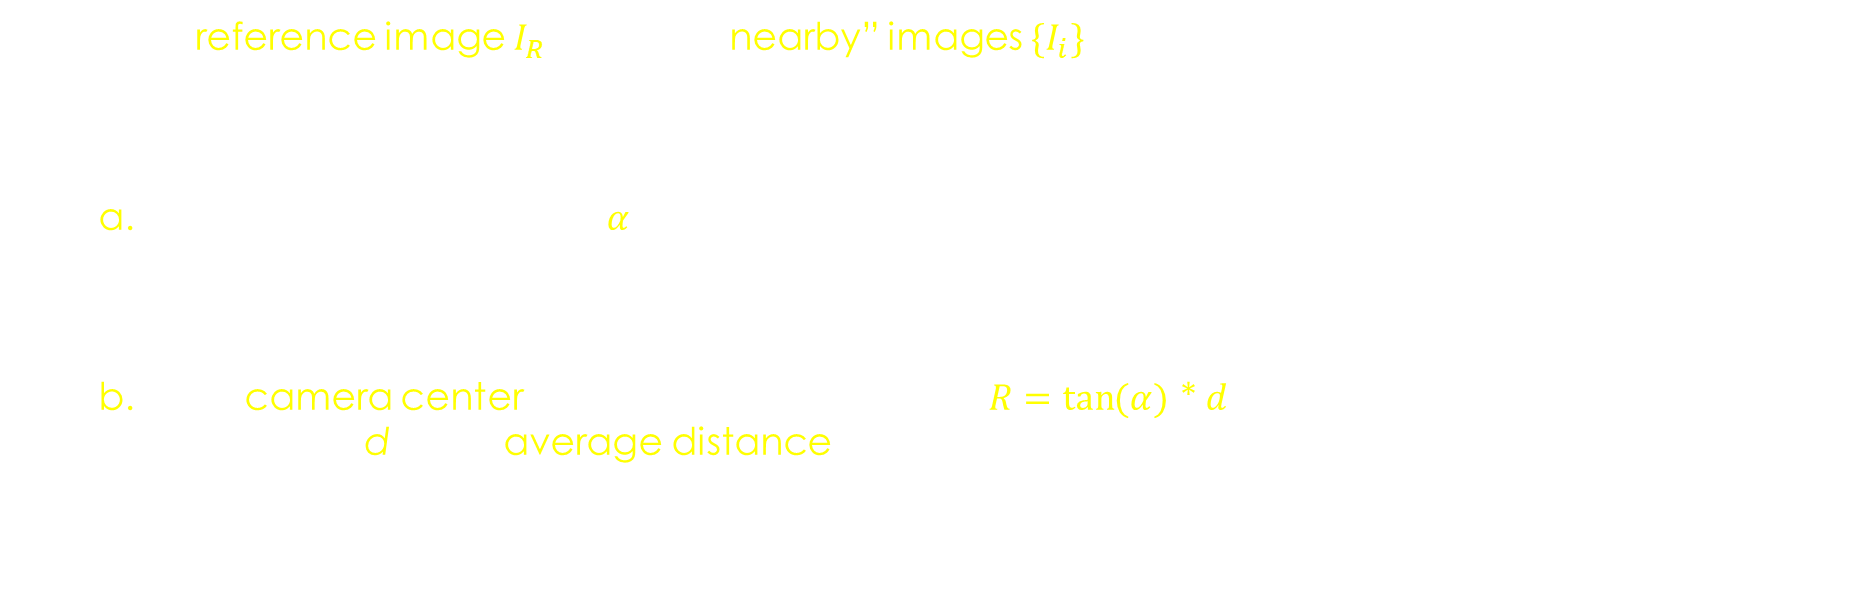 reference image I_R nearby" images {I_i}
a. α
b. camera center R = tan(α) * d
d average distance